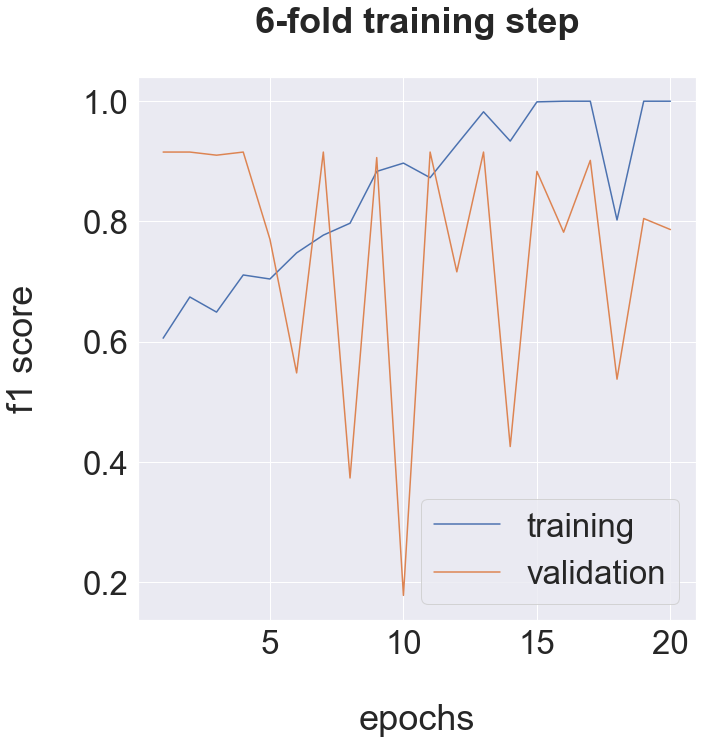 6-fold training step
1.0
0.8
0.6
0.4
0.2
f1 score
training
validation
5 10 15 20
epochs